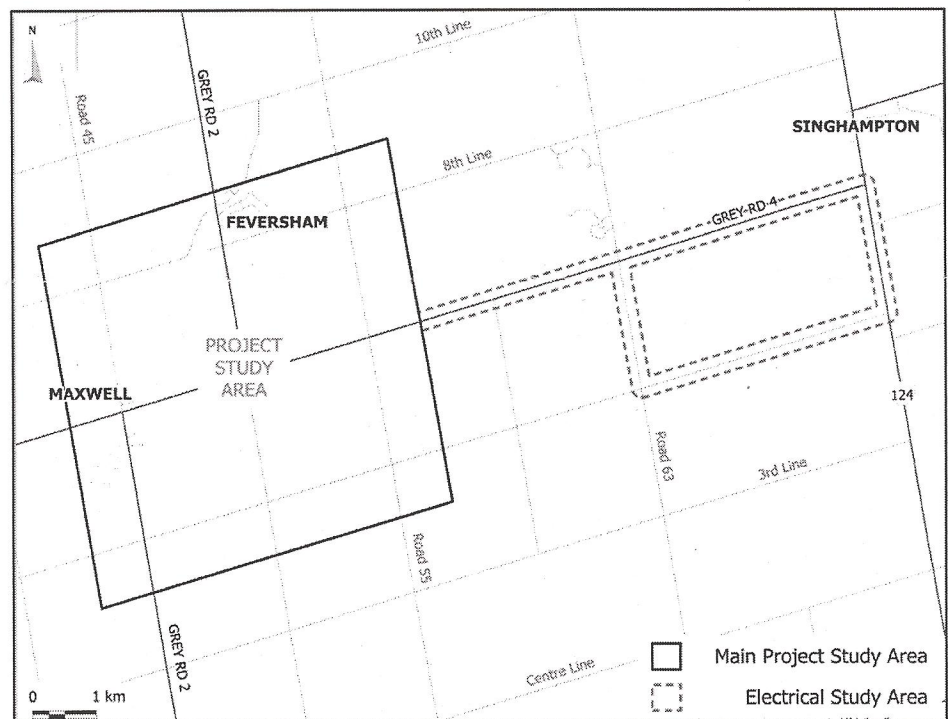 N
10th Line
GREY RD 2
Road 45
SINGHAMPTON
8th Line
FEVERSHAM
GREY RD 4
PROJECT
STUDY
AREA
MAXWELL
124
Road 63
3rd Line
Road 55
GREY RD 2
Centre Line
Main Project Study Area
Electrical Study Area
0 1 km